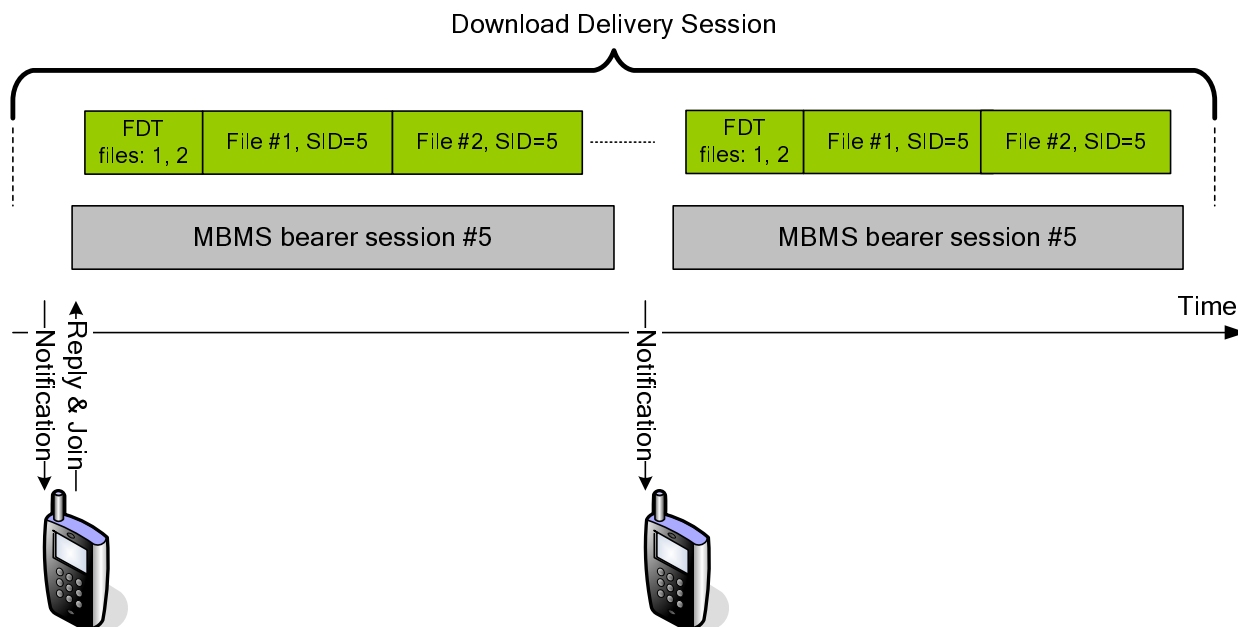 Download Delivery Session
FDT
files: 1, 2
File #1, SID=5
File #2, SID=5
FDT
files: 1, 2
File #1, SID=5
File #2, SID=5
MBMS bearer session #5
MBMS bearer session #5
Time
Notification
Reply & Join
Notification